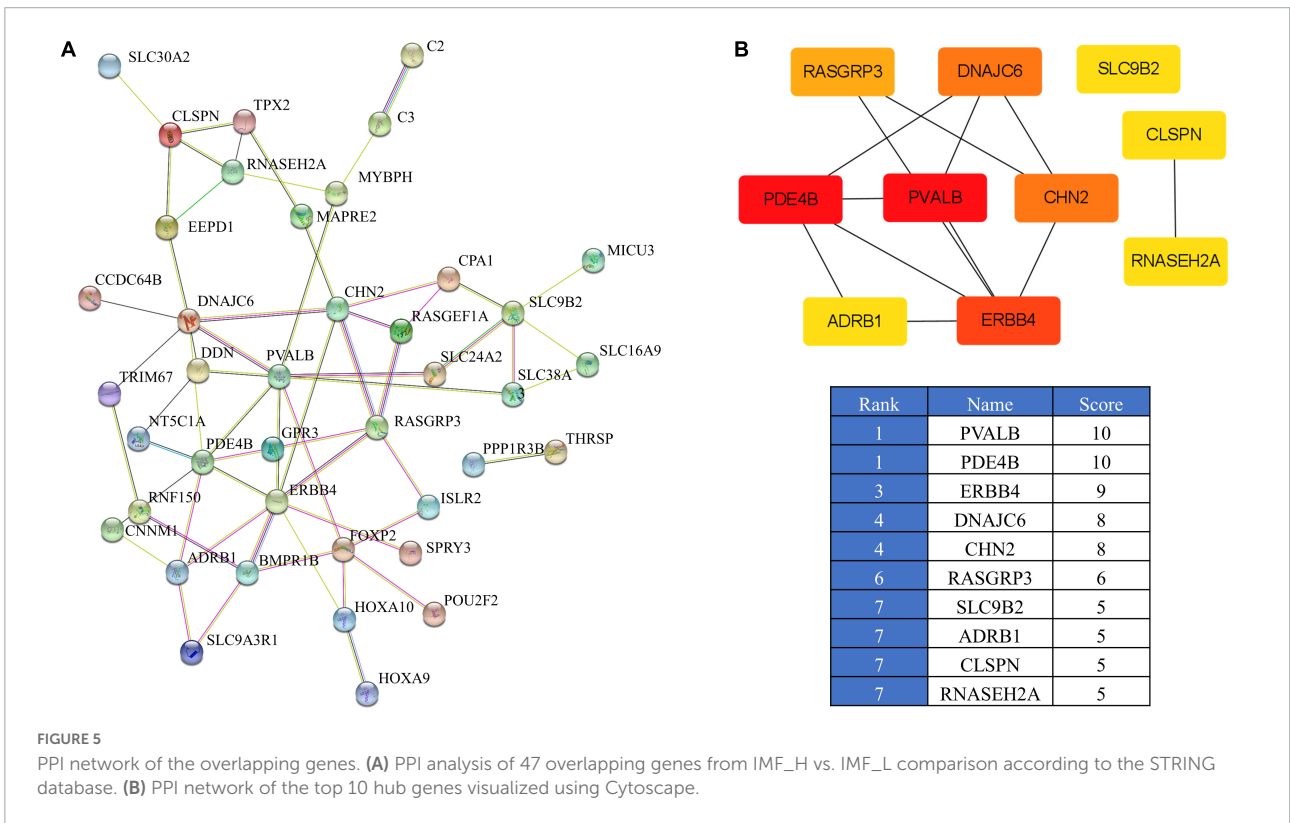 A
SLC30A2
C2
CLSPN
TPX2
C3
RNASEH2A
MYBPH
EEPD1
MAPRE2
CCDC64B
CPA1
MICU3
DNAJC6
CHN2
SLC9B2
RASGEF1A
DDN
PVALB
SLC24A2
SLC16A9
TRIM67
SLC38A
3
NT5C1A
PDE4B
GPR3
RASGRP3
PPP1R3B
THRSP
RNF150
ERBB4
ISLR2
CNNM1
FOXP2
SPRY3
ADRB1
BMPR1B
HOXA10
POU2F2
SLC9A3R1
HOXA9
B
RASGRP3
DNAJC6
SLC9B2
CLSPN
PDE4B
PVALB
CHN2
RNASEH2A
ADRB1
ERBB4
Rank Name Score
1 PVALB 10
1 PDE4B 10
3 ERBB4 9
4 DNAJC6 8
4 CHN2 8
6 RASGRP3 6
7 SLC9B2 5
7 ADRB1 5
7 CLSPN 5
7 RNASEH2A 5
FIGURE 5
PPI network of the overlapping genes. (A) PPI analysis of 47 overlapping genes from IMF_H vs. IMF_L comparison according to the STRING
database. (B) PPI network of the top 10 hub genes visualized using Cytoscape.